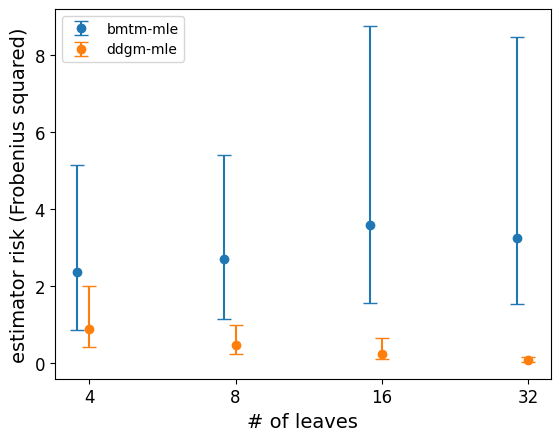 bmtm-mle
ddgm-mle
estimator risk (Frobenius squared)
8
6
4
2
0
4 8 16 32
# of leaves